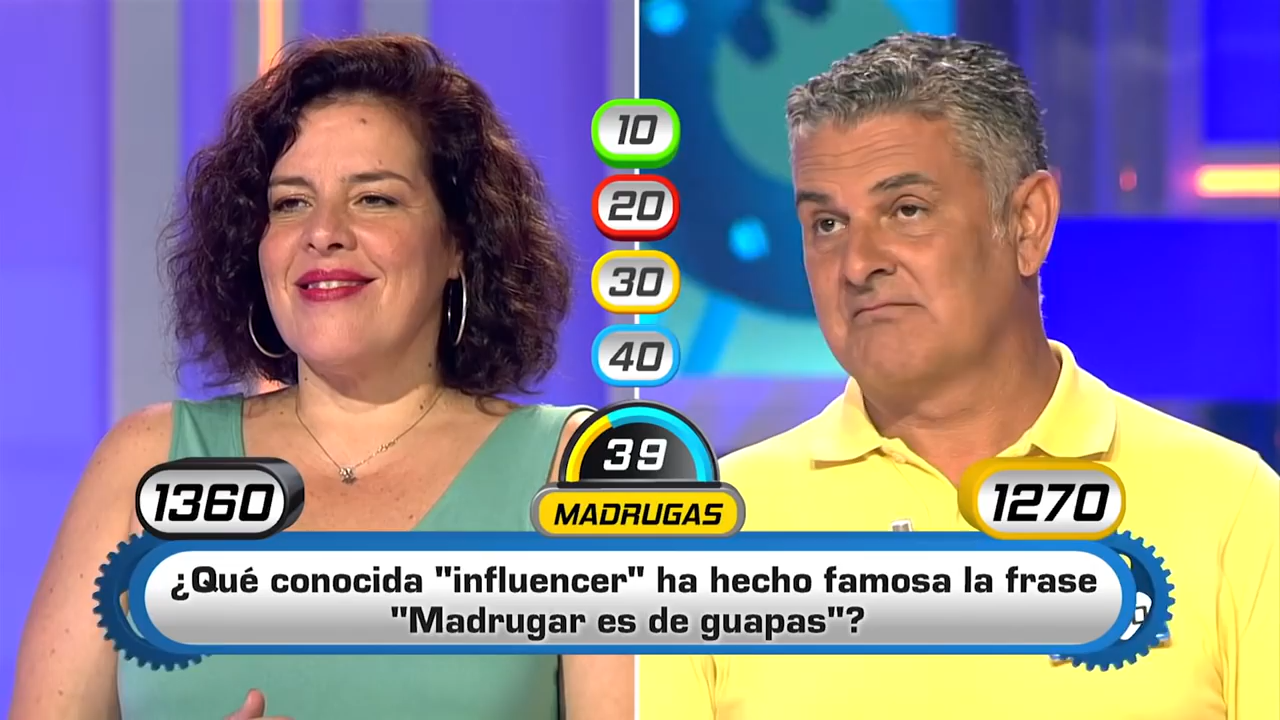 10
20
30
40
39
MADRUGAS
1360
1270
¿Qué conocida "influencer" ha hecho famosa la frase
"Madrugar es de guapas"?